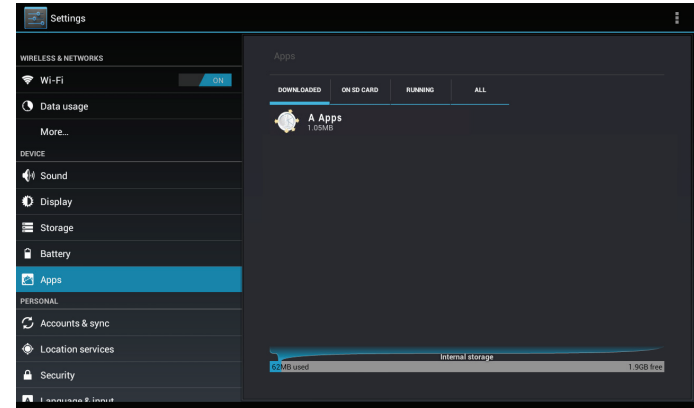 Settings
WIRELESS & NETWORKS
Wi-Fi ON
Data usage
More...
DEVICE
Sound
Display
Storage
Battery
Apps
PERSONAL
Accounts & sync
Location services
Security
Language & input
Apps
DOWNLOADED ON SD CARD RUNNING ALL
A Apps
1.05MB
Internal storage
62MB used 1.9GB free